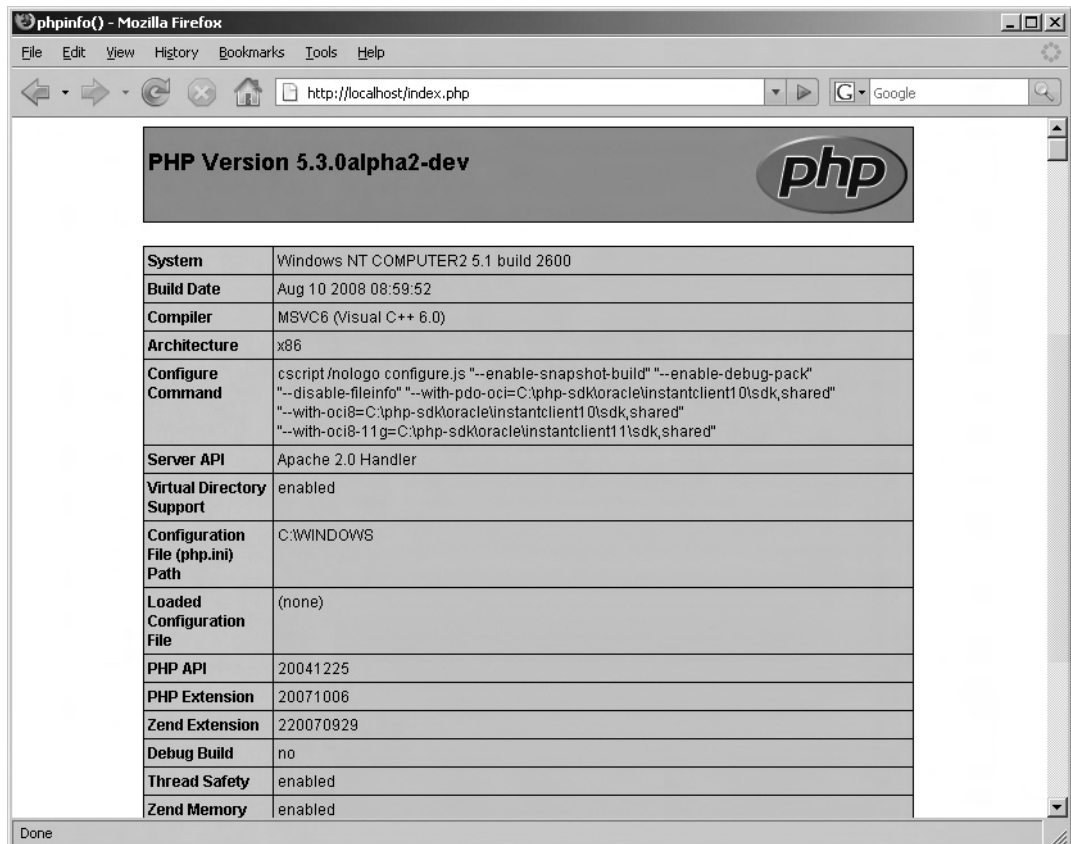 phpinfo() - Mozilla Firefox
File Edit View History Bookmarks Tools Help
http://localhost/index.php
G Google
PHP Version 5.3.0alpha2-dev
php
System Windows NT COMPUTER2 5.1 build 2600
Build Date Aug 10 2008 08:59:52
Compiler MSVC6 (Visual C++ 6.0)
Architecture x86
Configure cscript /nologo configure.js "--enable-snapshot-build" "--enable-debug-pack"
Command "--disable-fileinfo" "--with-pdo-oci=C:\php-sdk\oracle\instantclient10\sdk,shared"
"--with-oci8=C:\php-sdk\oracle\instantclient10\sdk,shared"
"--with-oci8-11g=C:\php-sdk\oracle\instantclient11\sdk,shared"
Server API Apache 2.0 Handler
Virtual Directory enabled
Support
Configuration C:\WINDOWS
File (php.ini)
Path
Loaded (none)
Configuration
File
PHP API 20041225
PHP Extension 20071006
Zend Extension 220070929
Debug Build no
Thread Safety enabled
Zend Memory enabled
Done